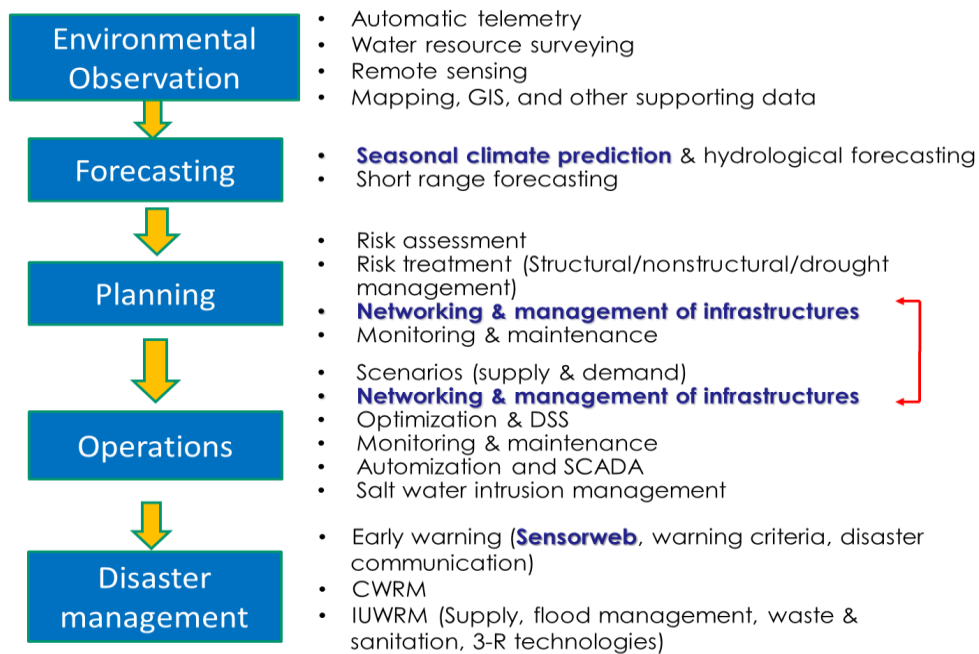 Environmental
Observation
• Automatic telemetry
• Water resource surveying
• Remote sensing
• Mapping, GIS, and other supporting data
Forecasting
• Seasonal climate prediction & hydrological forecasting
• Short range forecasting
Planning
• Risk assessment
• Risk treatment (Structural/nonstructural/drought
management)
• Networking & management of infrastructures
• Monitoring & maintenance
Operations
• Scenarios (supply & demand)
• Networking & management of infrastructures
• Optimization & DSS
• Monitoring & maintenance
• Automization and SCADA
• Salt water intrusion management
Disaster
management
• Early warning (Sensorweb, warning criteria, disaster
communication)
• CWRM
• IUWRM (Supply, flood management, waste &
sanitation, 3-R technologies)